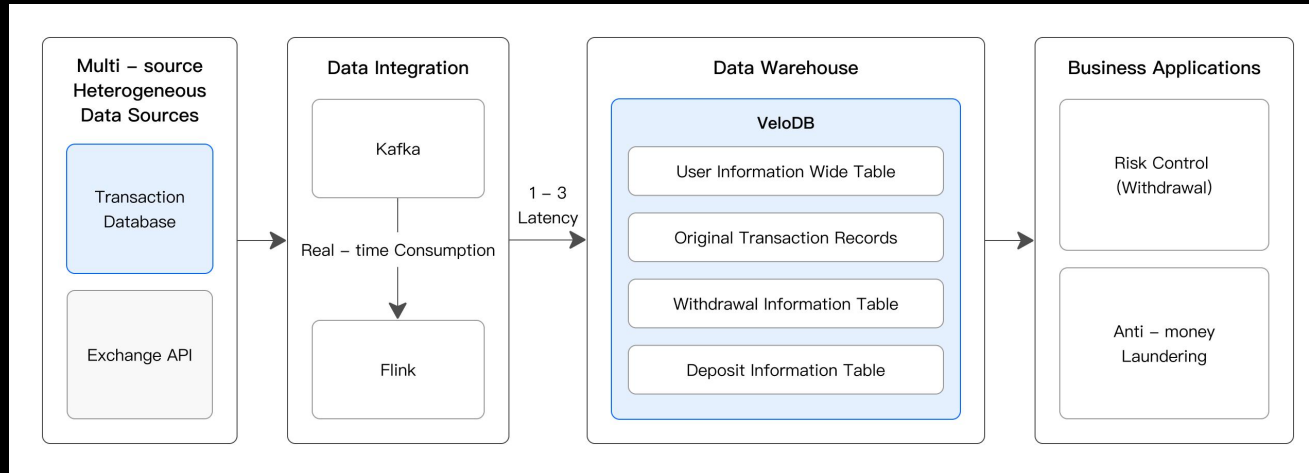 Multi – source
Heterogeneous
Data Sources
Transaction
Database
Exchange API
Data Integration
Kafka
Real – time Consumption
Flink
1 – 3
Latency
Data Warehouse
VeloDB
User Information Wide Table
Original Transaction Records
Withdrawal Information Table
Deposit Information Table
Business Applications
Risk Control
(Withdrawal)
Anti – money
Laundering